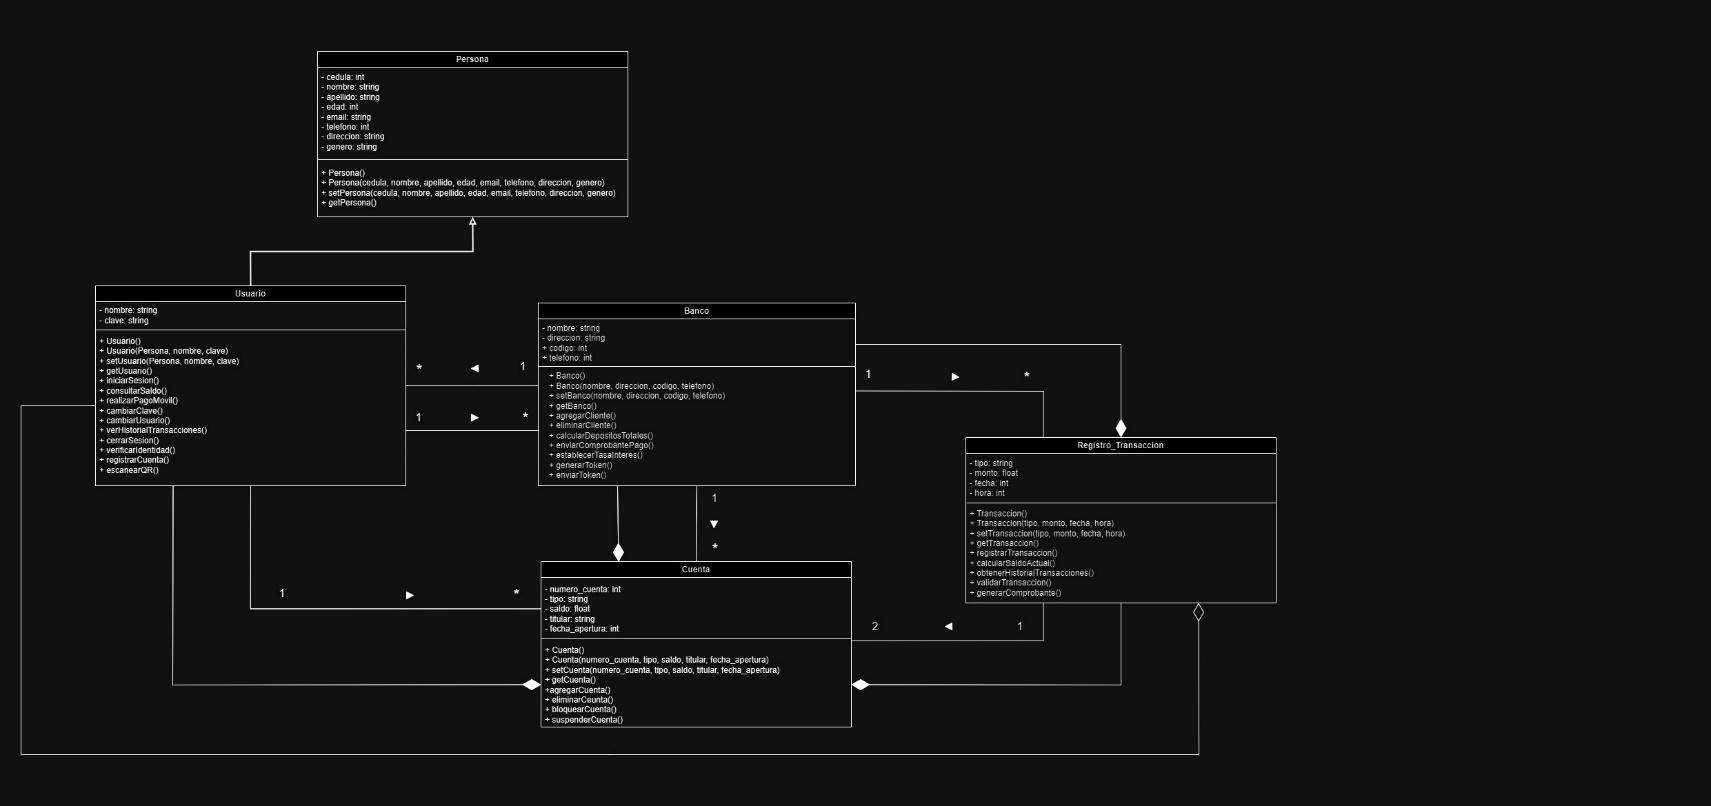 Persona
- cedula: int
- nombre: string
- apellido: string
- edad: int
- email: string
- telefono: int
- direccion: string
- genero: string
+ Persona()
+ Persona(cedula, nombre, apellido, edad, email, telefono, direccion, genero)
+ setPersona(cedula, nombre, apellido, edad, email, telefono, direccion, genero)
+ getPersona()
Usuario
- nombre: string
- clave: string
+ Usuario()
+ Usuario(Persona, nombre, clave)
+ setUsuario(Persona, nombre, clave)
+ getUsuario()
+ iniciarSesion()
+ consultarSaldo()
+ realizarPagoMovil()
+ cambiarClave()
+ cambiarUsuario()
+ verHistorialTransacciones()
+ cerrarSesion()
+ verificarIdentidad()
+ registrarCuenta()
+ escanearQR()
* ◄ 1
1 ► *
Banco
- nombre: string
- direccion: string
+ codigo: int
+ telefono: int
+ Banco()
+ Banco(nombre, direccion, codigo, telefono)
+ setBanco(nombre, direccion, codigo, telefono)
+ getBanco()
+ agregarCliente()
+ eliminarCliente()
+ calcularDepositosTotales()
+ enviarComprobantePago()
+ establecerTasaInteres()
+ generarToken()
+ enviarToken()
1 ► *
Registro_Transaccion
- tipo: string
- monto: float
- fecha: int
- hora: int
+ Transaccion()
+ Transaccion(tipo, monto, fecha, hora)
+ setTransaccion(tipo, monto, fecha, hora)
+ getTransaccion()
+ registrarTransaccion()
+ calcularSaldoActual()
+ obtenerHistorialTransacciones()
+ validarTransaccion()
+ generarComprobante()
1
▼
*
1 ► *
Cuenta
- numero_cuenta: int
- tipo: string
- saldo: float
- titular: string
- fecha_apertura: int
+ Cuenta()
+ Cuenta(numero_cuenta, tipo, saldo, titular, fecha_apertura)
+ setCuenta(numero_cuenta, tipo, saldo, titular, fecha_apertura)
+ getCuenta()
+agregarCuenta()
+ eliminarCeunta()
+ bloquearCuenta()
+ suspenderCuenta()
2 ◄ 1